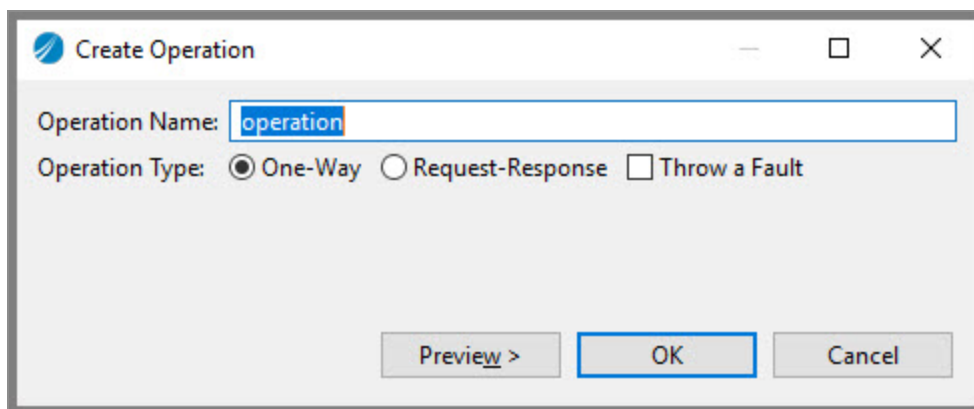 Create Operation
Operation Name: operation
Operation Type: One-Way Request-Response Throw a Fault
Preview > OK Cancel